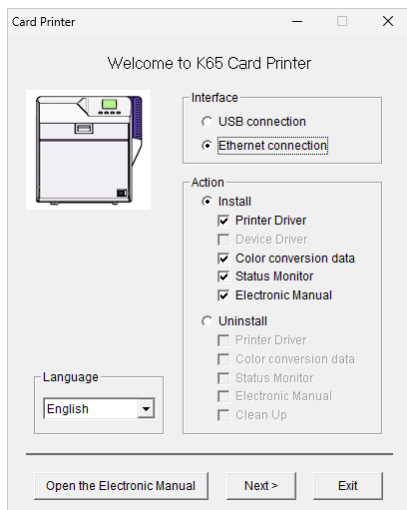 Card Printer
Welcome to K65 Card Printer
Interface
USB connection
Ethernet connection
Action
Install
Printer Driver
Device Driver
Color conversion data
Status Monitor
Electronic Manual
Uninstall
Printer Driver
Color conversion data
Status Monitor
Electronic Manual
Clean Up
Language
English
Open the Electronic Manual
Next >
Exit